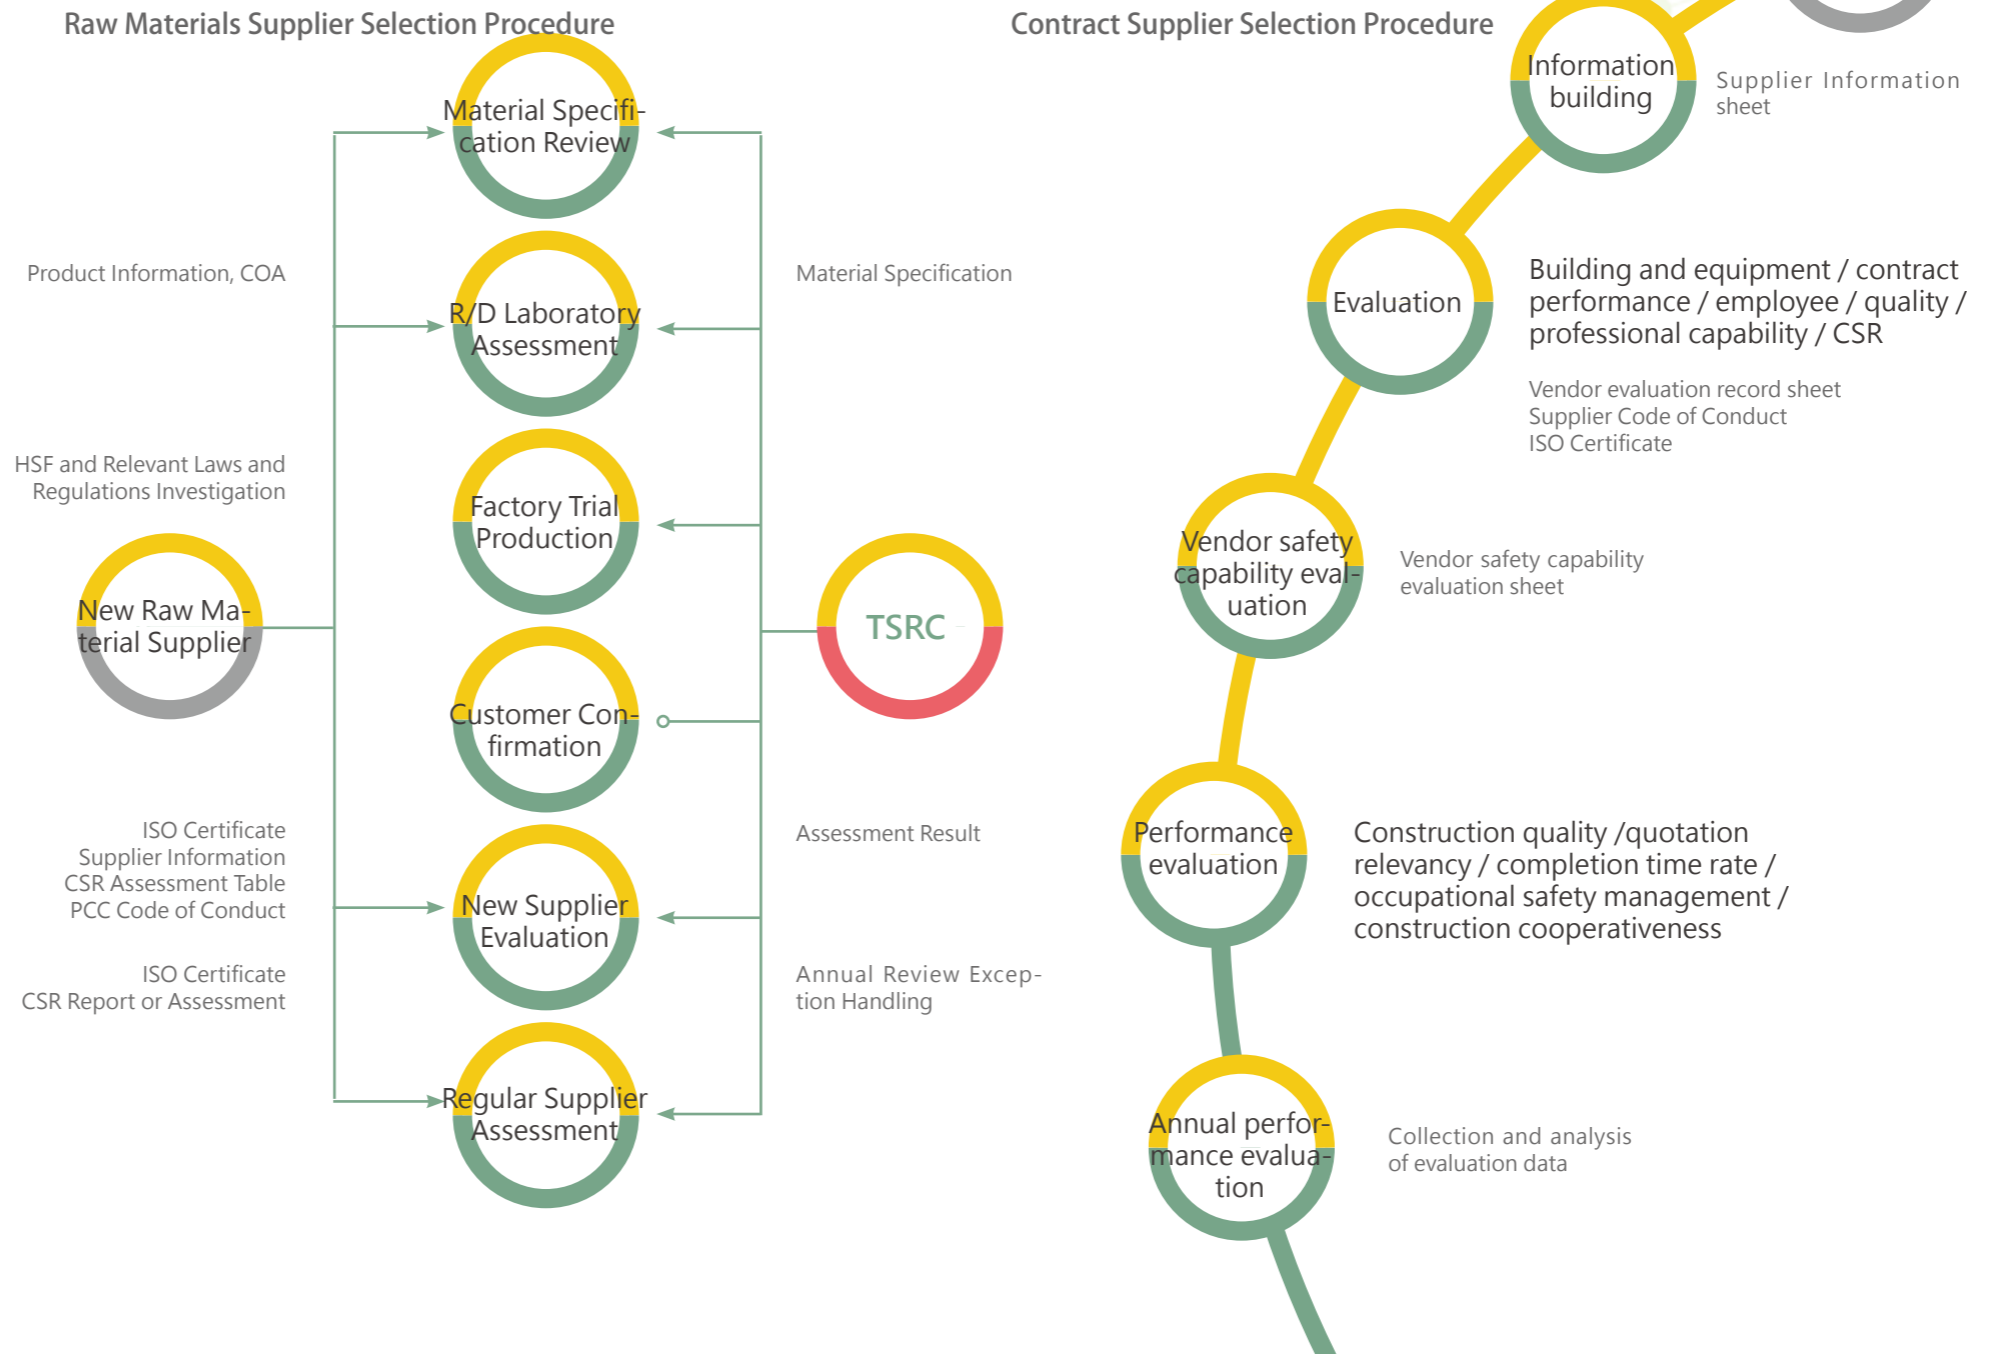 Raw Materials Supplier Selection Procedure
Material Specifi-
cation Review
Product Information, COA
Material Specification
R/D Laboratory
Assessment
HSF and Relevant Laws and
Regulations Investigation
Factory Trial
Production
New Raw Ma-
terial Supplier
TSRC
Customer Con-
firmation
ISO Certificate
Supplier Information
CSR Assessment Table
PCC Code of Conduct
Assessment Result
New Supplier
Evaluation
ISO Certificate
CSR Report or Assessment
Annual Review Excep-
tion Handling
Regular Supplier
Assessment
Contract Supplier Selection Procedure
Information
building
Supplier Information
sheet
Evaluation
Building and equipment / contract
performance / employee / quality /
professional capability / CSR
Vendor evaluation record sheet
Supplier Code of Conduct
ISO Certificate
Vendor safety
capability eval-
uation
Vendor safety capability
evaluation sheet
Performance
evaluation
Construction quality /quotation
relevancy / completion time rate /
occupational safety management /
construction cooperativeness
Annual perfor-
mance evalua-
tion
Collection and analysis
of evaluation data